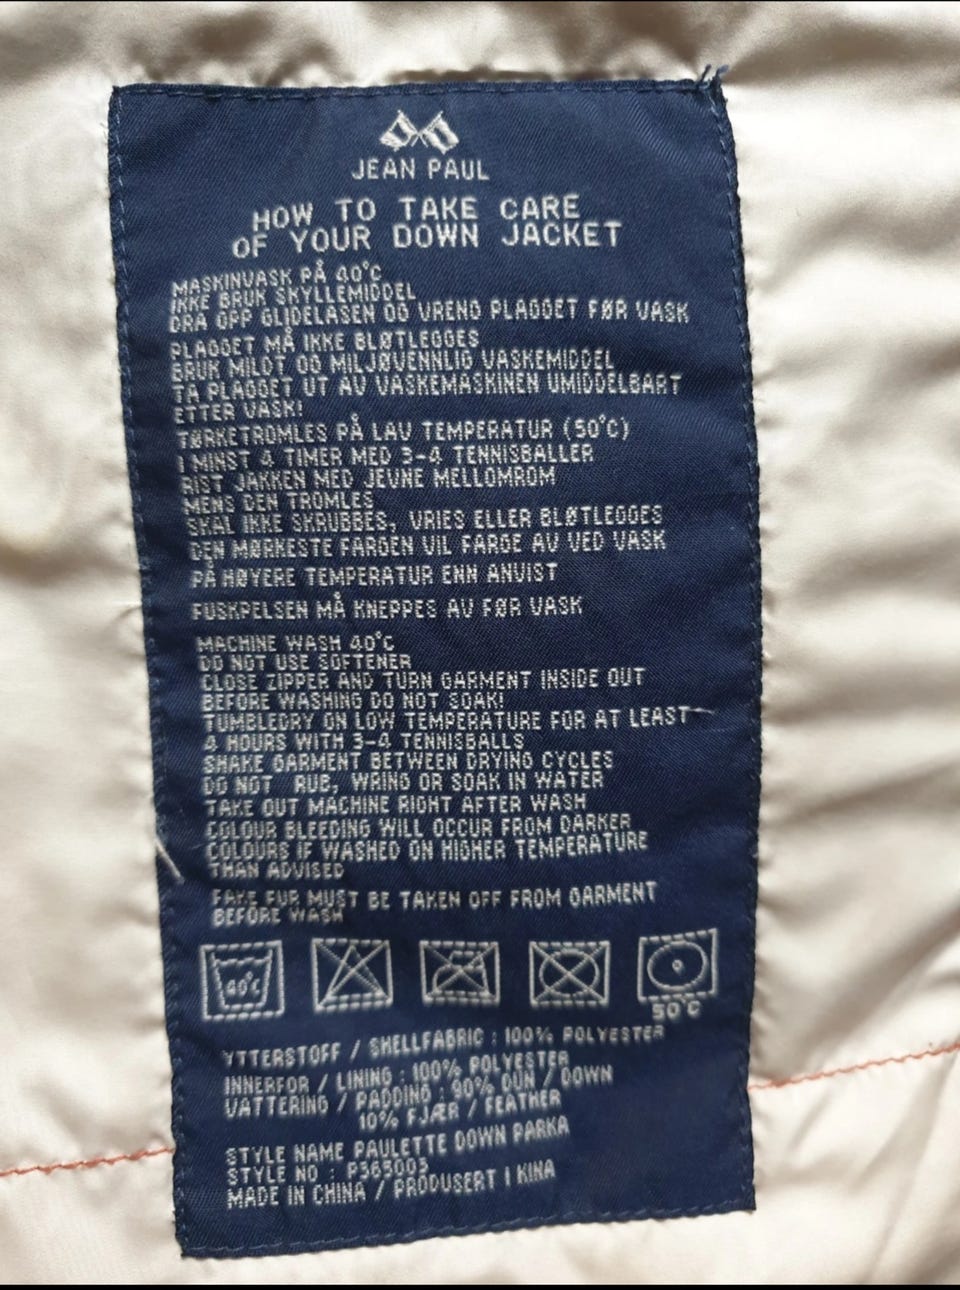 JEAN PAUL
HOW TO TAKE CARE
OF YOUR DOWN JACKET
MASKINVASK PÅ 40°C
IKKE BRUK SKYLLEMIDDEL
DRA OPP GLIDELÅSEN OG VREND PLAGGET FØR VASK
PLAGGET MÅ IKKE BLØTLEGGES
BRUK MILDT OG MILJØVENNLIG VASKEMIDDEL
TA PLAGGET UT AV VASKEMASKINEN UMIDDELBART
ETTER VASK!
TØRKETROMLES PÅ LAV TEMPERATUR (50°C)
I MINST 4 TIMER MED 3-4 TENNISBALLER
RIST JAKKEN MED JEVNE MELLOMROM
MENS DEN TROMLES
SKAL IKKE SKRUBBES, VRIES ELLER BLØTLEGGES
DEN MØRKESTE FARGEN VIL FARGE AV VED VASK
PÅ HØYERE TEMPERATUR ENN ANVIST
FUSKPELSEN MÅ KNEPPES AV FØR VASK
MACHINE WASH 40°C
DO NOT USE SOFTENER
CLOSE ZIPPER AND TURN GARMENT INSIDE OUT
BEFORE WASHING DO NOT SOAK!
TUMBLEDRY ON LOW TEMPERATURE FOR AT LEAST
4 HOURS WITH 3-4 TENNISBALLS
SHAKE GARMENT BETWEEN DRYING CYCLES
DO NOT RUB, WRING OR SOAK IN WATER
TAKE OUT MACHINE RIGHT AFTER WASH
COLOUR BLEEDING WILL OCCUR FROM DARKER
COLOURS IF WASHED ON HIGHER TEMPERATURE
THAN ADVISED
FAKE FUR MUST BE TAKEN OFF FROM GARMENT
BEFORE WASH
40°C
50°C
YTTERSTOFF / SHELLFABRIC : 100% POLYESTER
INNERFOR / LINING : 100% POLYESTER
VATTERING / PADDING : 90% DUN / DOWN
10% FJÆR / FEATHER
STYLE NAME PAULETTE DOWN PARKA
STYLE NO : P365003
MADE IN CHINA / PRODUSERT I KINA